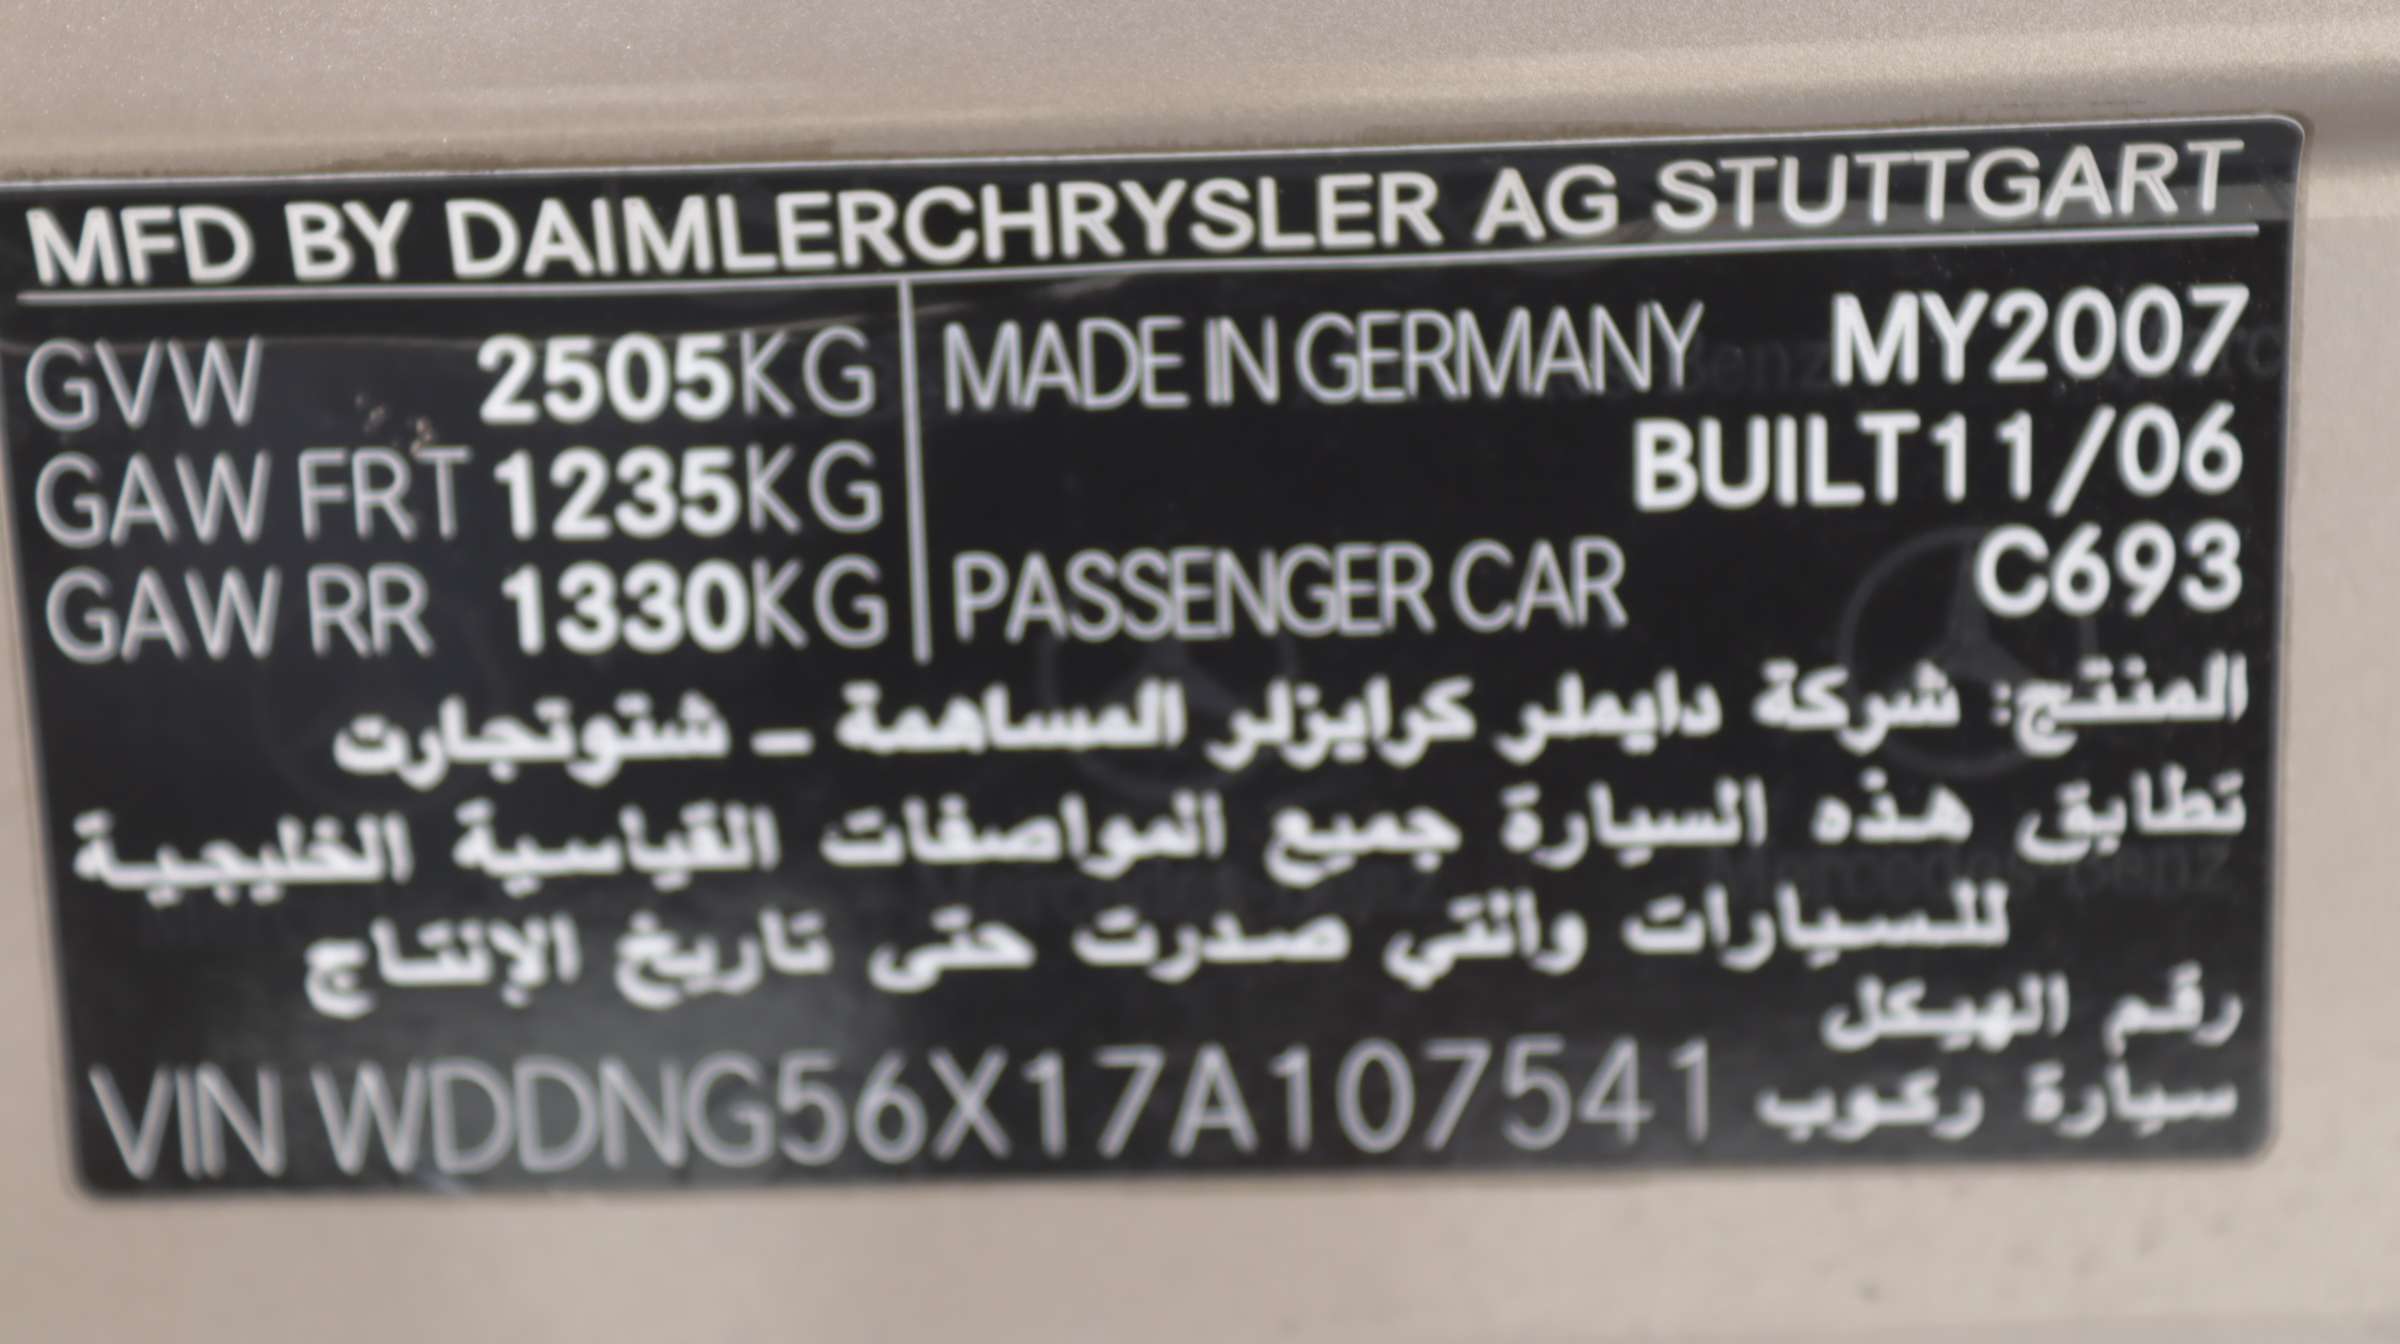 MFD BY DAIMLERCHRYSLER AG STUTTGART
GVW 2505KG MADE IN GERMANY MY2007
GAW FRT 1235KG BUILT11/06
GAW RR 1330KG PASSENGER CAR C693
المنتج: شركة دايملر كرايزلر المساهمة - شتوتجارت
تطابق هذه السيارة جميع المواصفات القياسية الخليجية
للسيارات والتي صدرت حتى تاريخ الإنتاج
رقم الهيكل
VIN WDDNG56X17A107541 سيارة ركوب